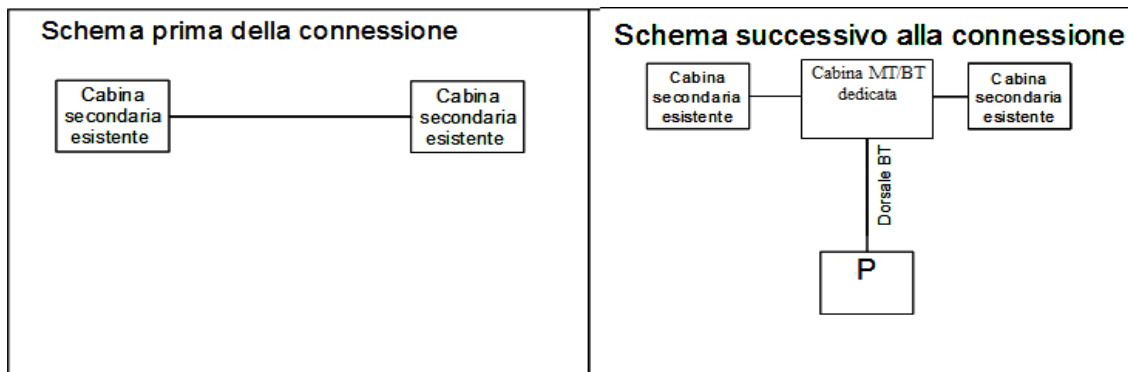 Schema prima della connessione
Cabina
secondaria
esistente
Cabina
secondaria
esistente
Schema successivo alla connessione
Cabina
secondaria
esistente
Cabina MT/BT
dedicata
Cabina
secondaria
esistente
Dorsale BT
P